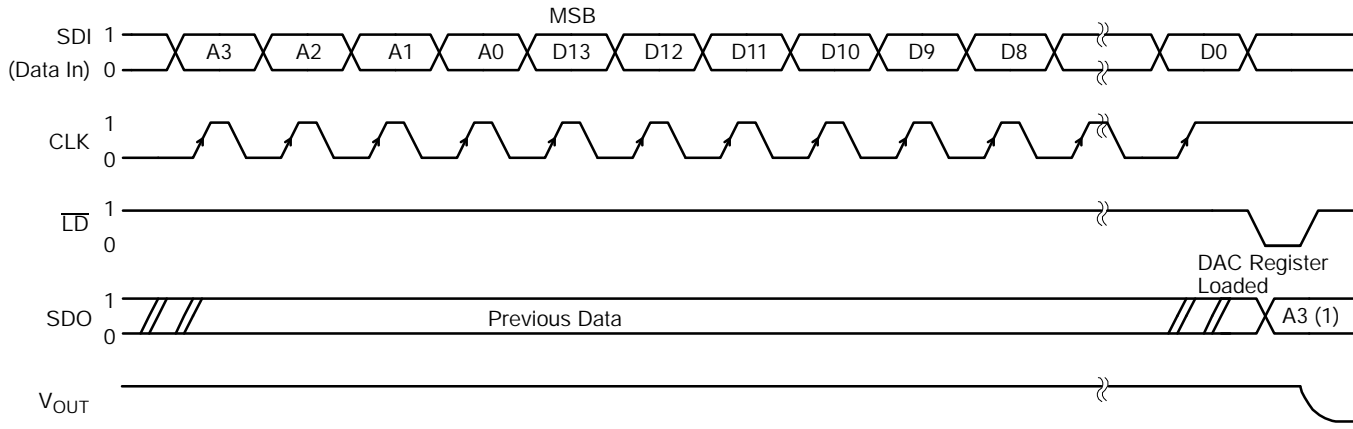 MSB
SDI 1 A3 A2 A1 A0 D13 D12 D11 D10 D9 D8 D0
(Data In) 0
CLK 1
0
LD 1
0
DAC Register
Loaded
SDO 1
0 Previous Data A3 (1)
VOUT